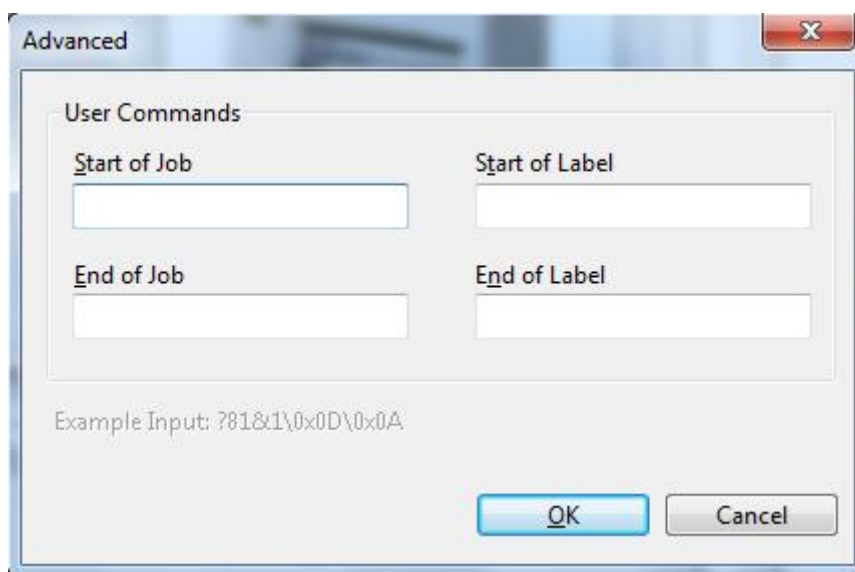 Advanced
User Commands
Start of Job
Start of Label
End of Job
End of Label
Example Input: ?81&1\0x0D\0x0A
OK
Cancel